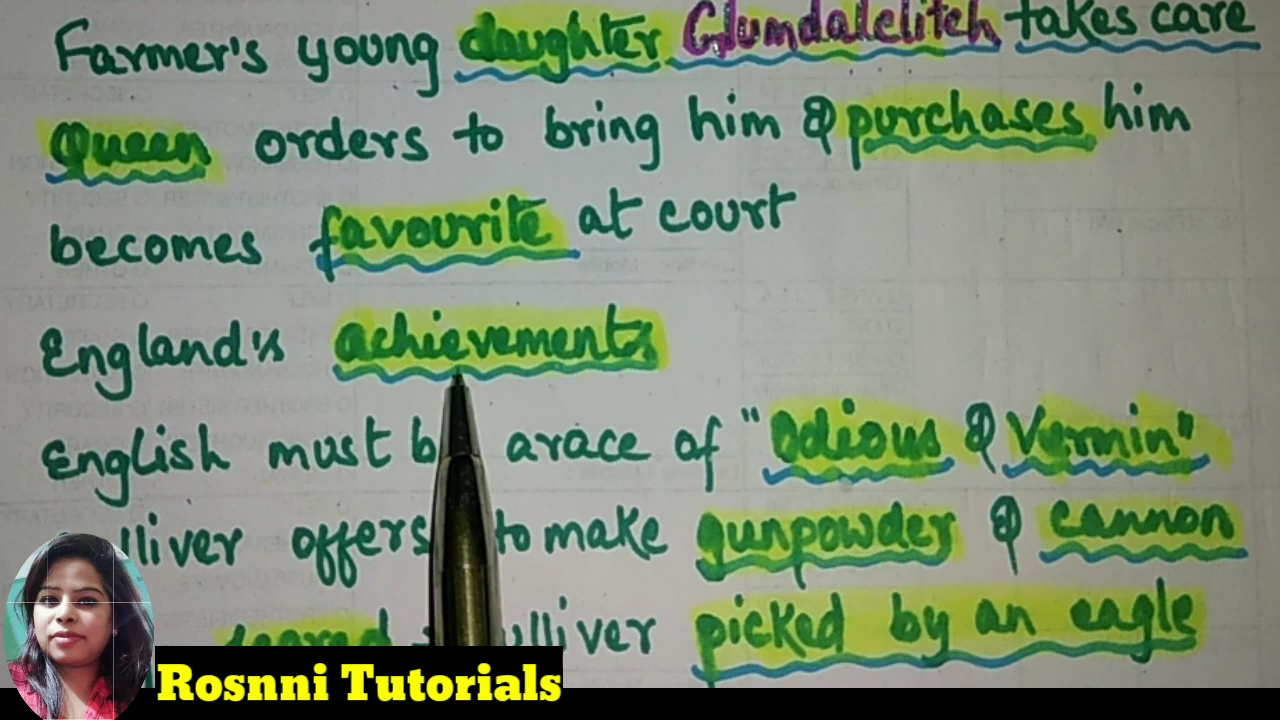 Farmer's young daughter Glumdalclitch takes care
Queen orders to bring him & purchases him
becomes favourite at court
England's achievements
English must b arace of "Odious & Vermin"
lliver offers to make gunpowder & cannon
scared lliver picked by an eagle
Rosnni Tutorials